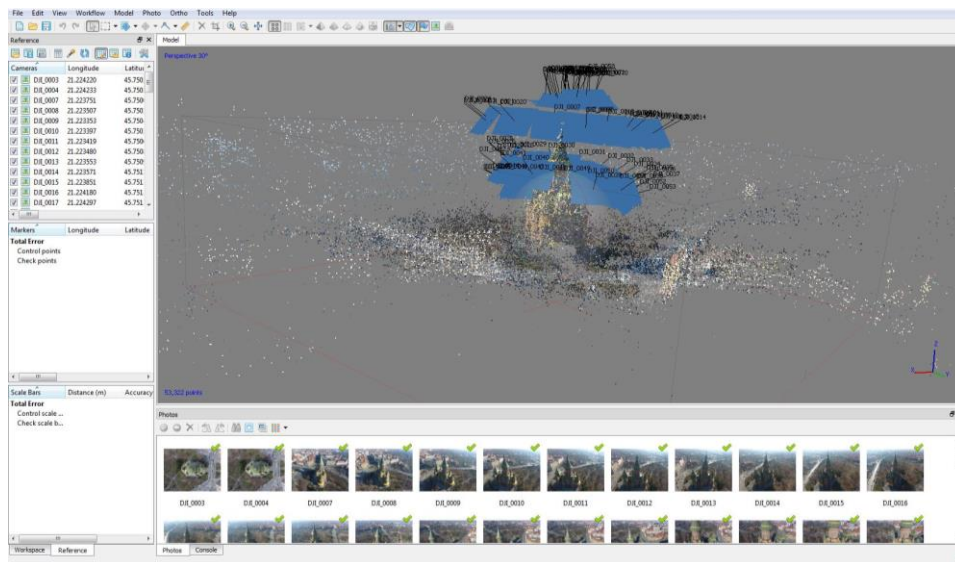 File Edit View Workflow Model Photo Ortho Tools Help
Reference
Model
Perspective 30°
Cameras Longitude Latitu
DJI_0003 21.224220 45.750
DJI_0004 21.224233 45.750
DJI_0007 21.223751 45.750
DJI_0008 21.223507 45.750
DJI_0009 21.223353 45.750
DJI_0010 21.223397 45.750
DJI_0011 21.223419 45.750
DJI_0012 21.223480 45.750
DJI_0013 21.223553 45.750
DJI_0014 21.223571 45.751
DJI_0015 21.223851 45.751
DJI_0016 21.224180 45.751
DJI_0017 21.224297 45.751
DJI_0007
Markers Longitude Latitude
Total Error
Control points
Check points
Z
X Y
53,322 points
Scale Bars Distance (m) Accuracy
Total Error
Control scale ...
Check scale b...
Photos
DJI_0003 DJI_0004 DJI_0007 DJI_0008 DJI_0009 DJI_0010 DJI_0011 DJI_0012 DJI_0013 DJI_0014 DJI_0015 DJI_0016
Workspace Reference
Photos Console